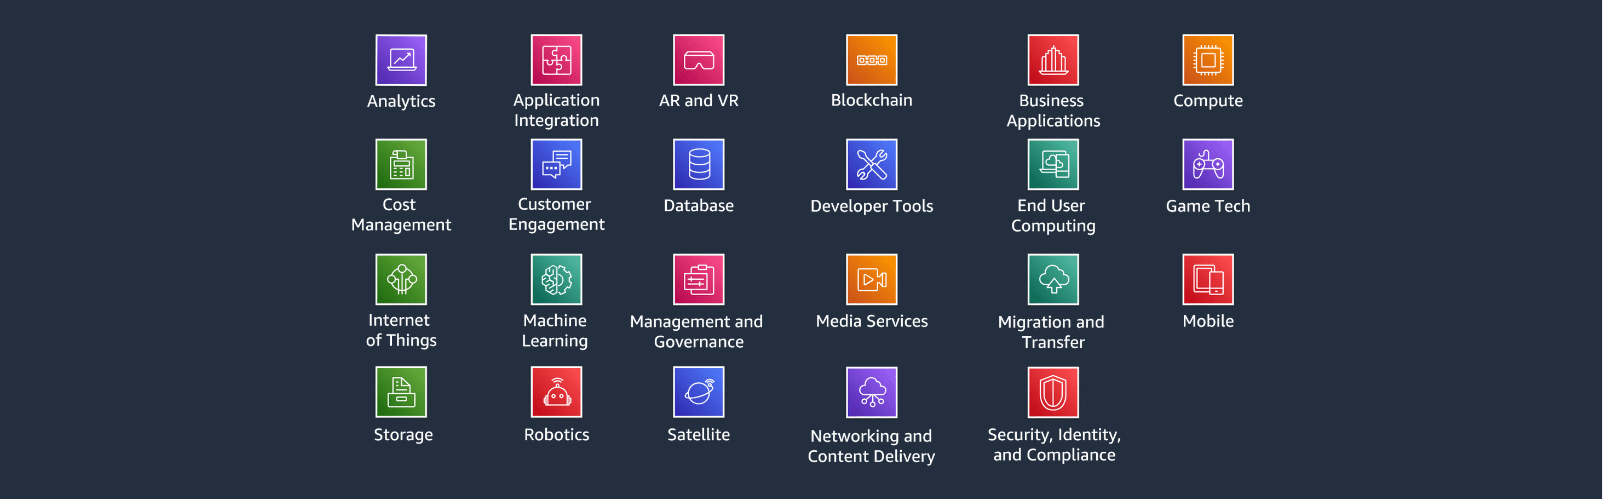 Analytics
Application
Integration
AR and VR
Blockchain
Business
Applications
Compute
Cost
Management
Customer
Engagement
Database
Developer Tools
End User
Computing
Game Tech
Internet
of Things
Machine
Learning
Management and
Governance
Media Services
Migration and
Transfer
Mobile
Storage
Robotics
Satellite
Networking and
Content Delivery
Security, Identity,
and Compliance